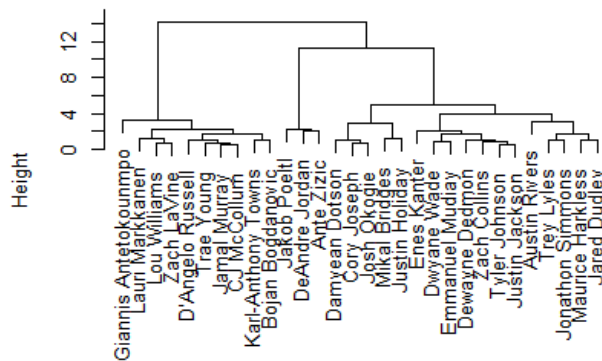 Height
12
8
4
0
Giannis Antetokounmpo
Lauri Markkanen
Lou Williams
Zach LaVine
D'Angelo Russell
Trae Young
Jamal Murray
CJ McCollum
Karl-Anthony Towns
Bojan Bogdanovic
Jakob Poeltl
DeAndre Jordan
Ante Zizic
Damyean Dotson
Cory Joseph
Josh Okogie
Mikal Bridges
Justin Holiday
Enes Kanter
Dwyane Wade
Emmanuel Mudiay
Dewayne Dedmon
Zach Collins
Tyler Johnson
Justin Jackson
Austin Rivers
Trey Lyles
Jonathon Simmons
Maurice Harkless
Jared Dudley